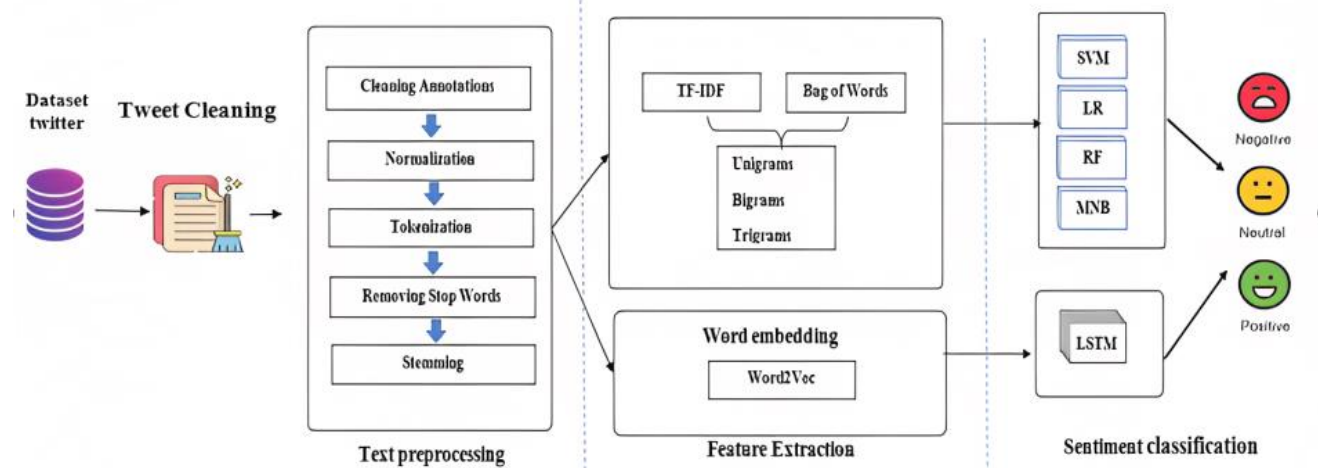 Dataset
twitter
Tweet Cleaning
Cleaning Annotations
Normalization
Tokenization
Removing Stop Words
Stemming
Text preprocessing
TF-IDF
Bag of Words
Unigrams
Bigrams
Trigrams
Word embedding
Word2Vec
Feature Extraction
SVM
LR
RF
MNB
LSTM
Sentiment classification
Negative
Neutral
Positive